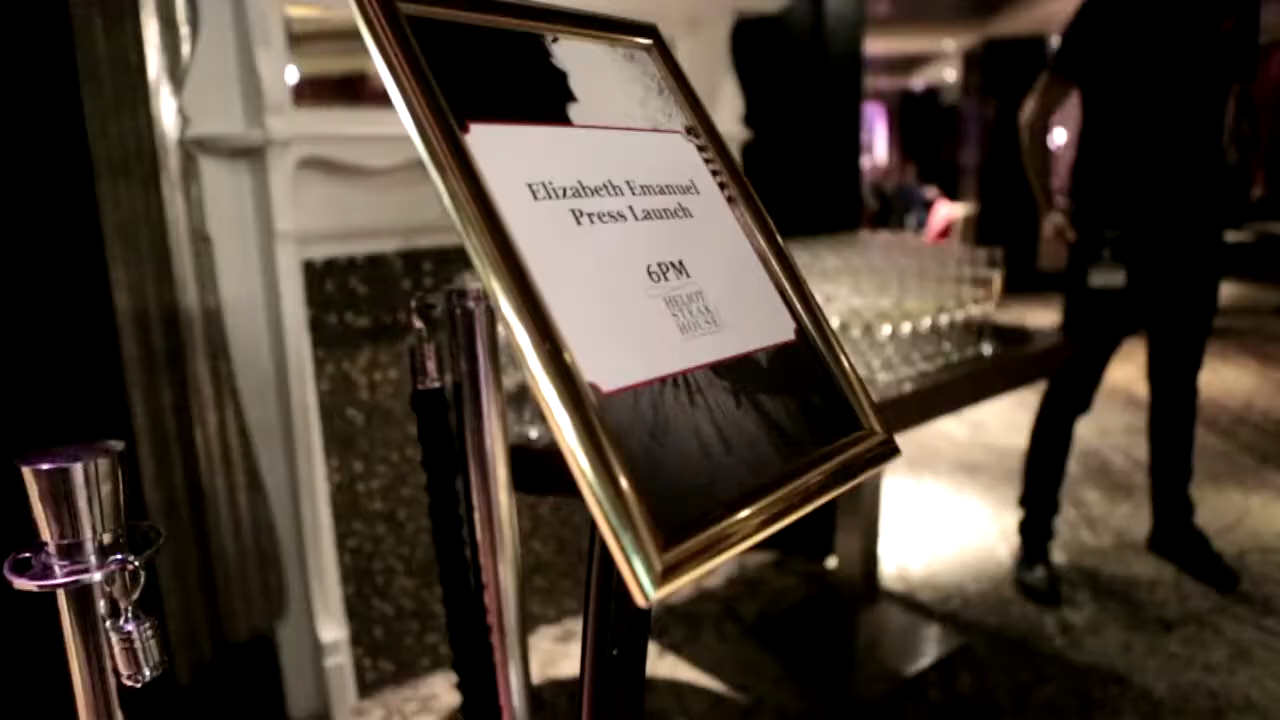 Elizabeth Emanuel
Press Launch
6PM
HELIOT
STEAK
HOUSE